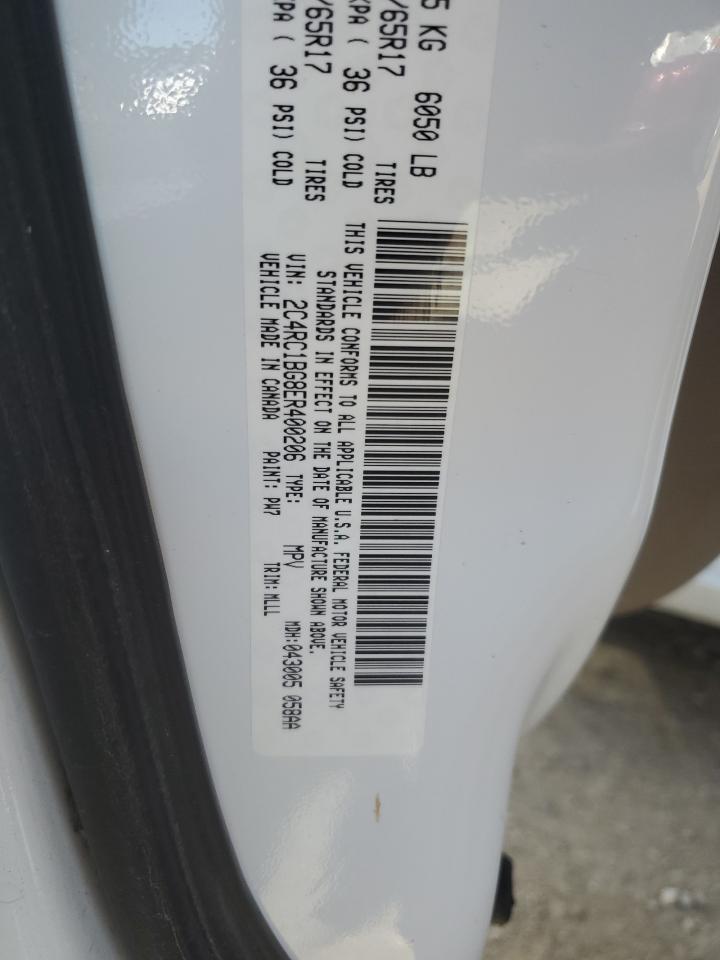 5 KG 6050 LB
/65R17 TIRES
KPA ( 36 PSI) COLD
/65R17 TIRES
KPA ( 36 PSI) COLD
THIS VEHICLE CONFORMS TO ALL APPLICABLE U.S.A. FEDERAL MOTOR VEHICLE SAFETY
STANDARDS IN EFFECT ON THE DATE OF MANUFACTURE SHOWN ABOVE.
VIN: 2C4RC1BG8ER400206 TYPE: MPV MDH:043005 058AA
VEHICLE MADE IN CANADA PAINT: PW7 TRIM:MLLL